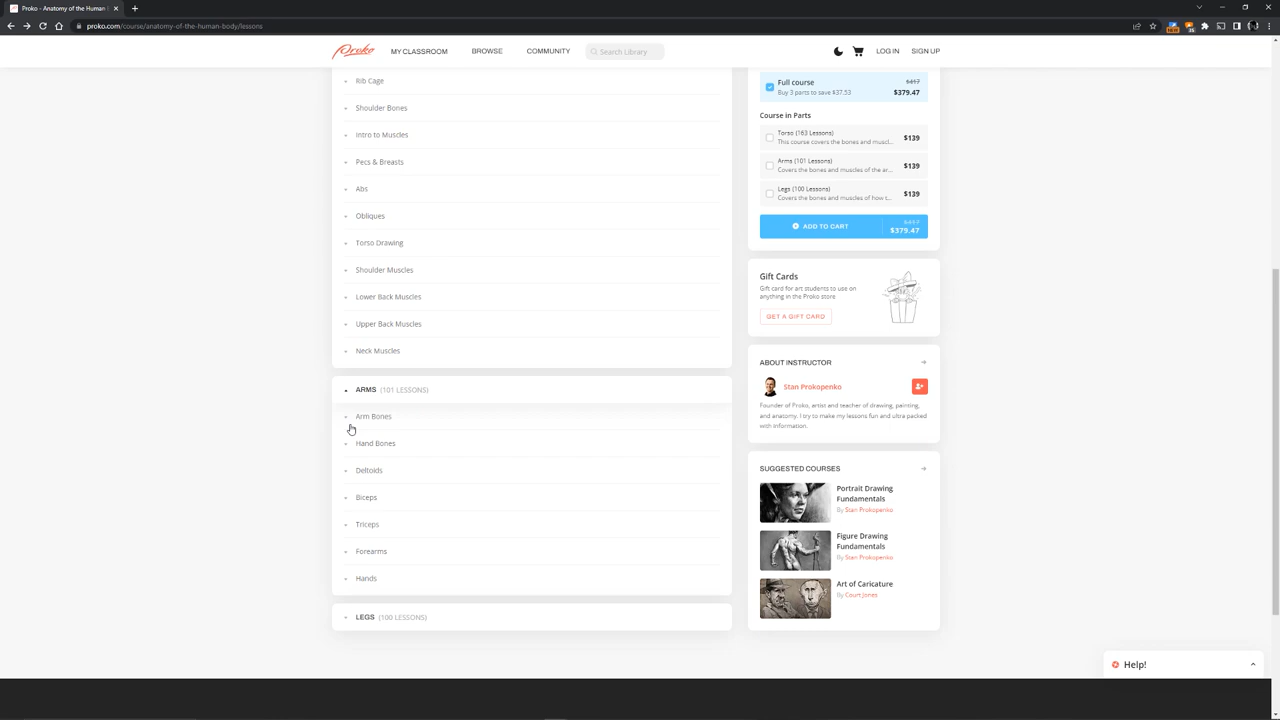 Proko - Anatomy of the Human
proko.com/course/anatomy-of-the-human-body/lessons
Proko
MY CLASSROOM
BROWSE
COMMUNITY
Search Library
LOG IN
SIGN UP
Rib Cage
Shoulder Bones
Intro to Muscles
Pecs & Breasts
Abs
Obliques
Torso Drawing
Shoulder Muscles
Lower Back Muscles
Upper Back Muscles
Neck Muscles
ARMS (101 LESSONS)
Arm Bones
Hand Bones
Deltoids
Biceps
Triceps
Forearms
Hands
LEGS (100 LESSONS)
Full course $417
Buy 3 parts to save $37.53 $379.47
Course in Parts
Torso (163 Lessons) $139
This course covers the bones and muscl...
Arms (101 Lessons) $139
Covers the bones and muscles of the ar...
Legs (100 Lessons) $139
Covers the bones and muscles of how t...
ADD TO CART $417
$379.47
Gift Cards
Gift card for art students to use on
anything in the Proko store
GET A GIFT CARD
ABOUT INSTRUCTOR
Stan Prokopenko
Founder of Proko, artist and teacher of drawing, painting,
and anatomy. I try to make my lessons fun and ultra packed
with information.
SUGGESTED COURSES
Portrait Drawing
Fundamentals
By Stan Prokopenko
Figure Drawing
Fundamentals
By Stan Prokopenko
Art of Caricature
By Court Jones
Help!